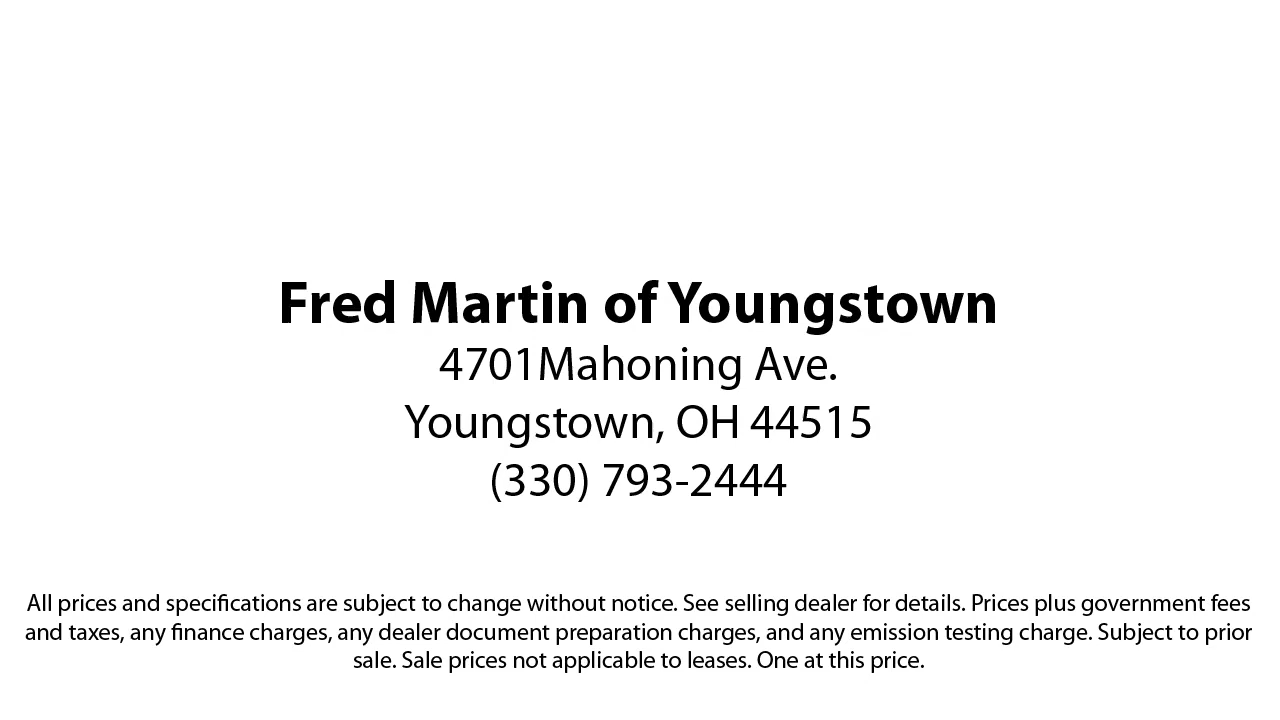 Fred Martin of Youngstown
4701Mahoning Ave.
Youngstown, OH 44515
(330) 793-2444
All prices and specifications are subject to change without notice. See selling dealer for details. Prices plus government fees
and taxes, any finance charges, any dealer document preparation charges, and any emission testing charge. Subject to prior
sale. Sale prices not applicable to leases. One at this price.